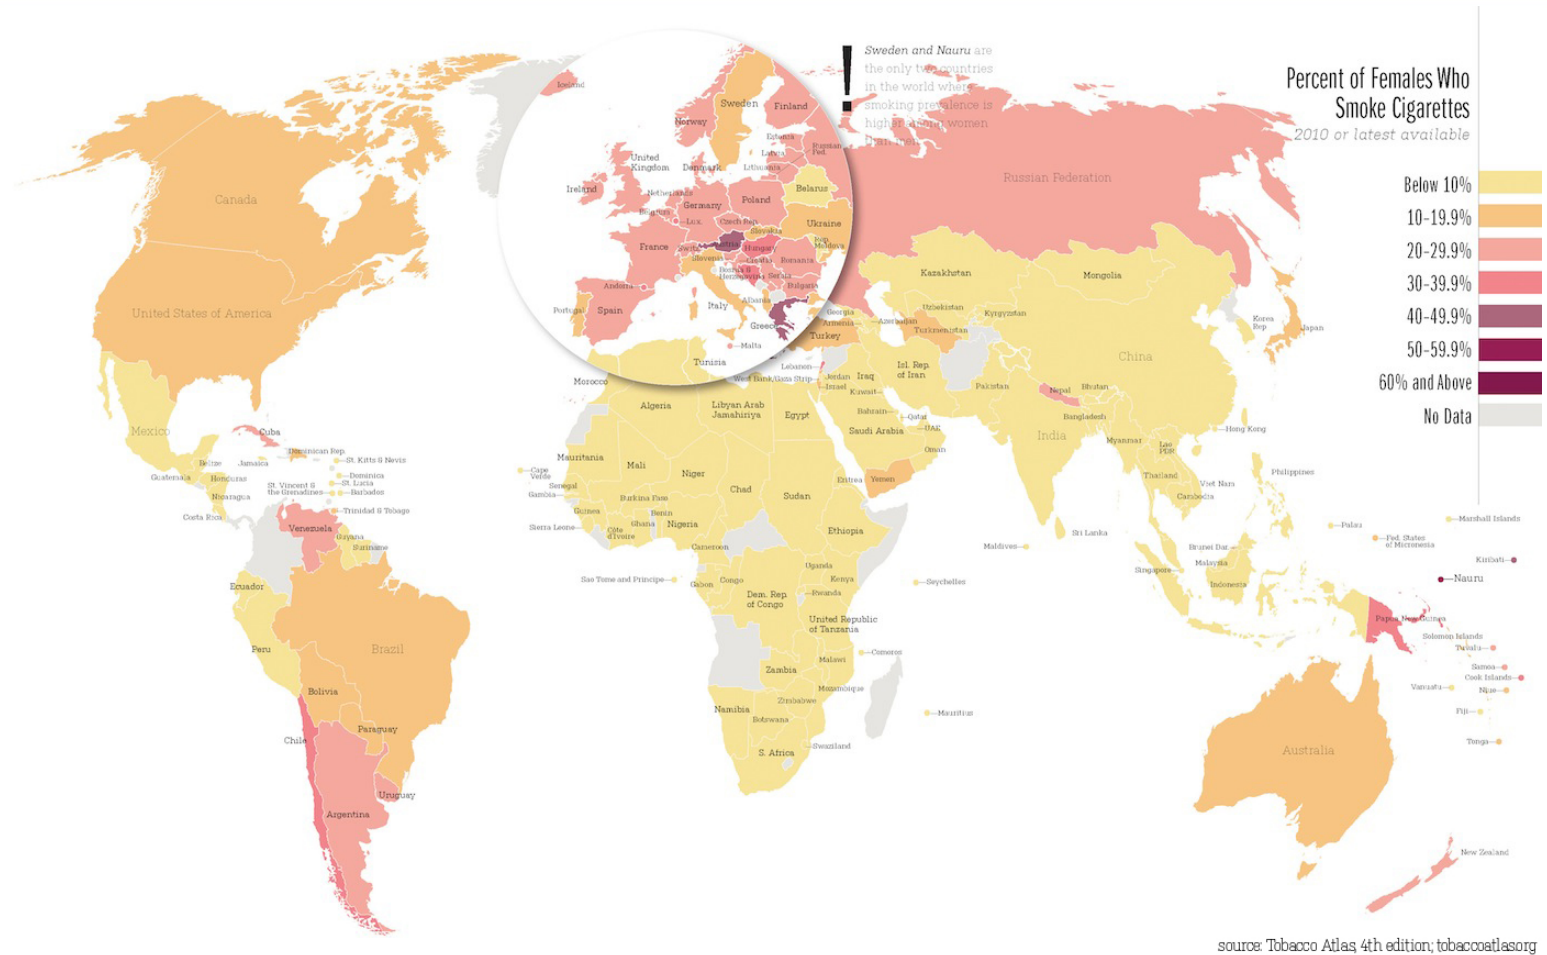 Sweden and Nauru are
the only two countries
in the world where
smoking prevalence is
higher among women
than men.
Percent of Females Who
Smoke Cigarettes
2010 or latest available
Below 10%
10-19.9%
20-29.9%
30-39.9%
40-49.9%
50-59.9%
60% and Above
No Data
Iceland
Sweden
Finland
Norway
Estonia
Latvia
Lithuania
Russian
Fed.
United
Kingdom
Denmark
Ireland
Netherlands
Belarus
Germany
Poland
Belgium
Lux.
Czech Rep.
Ukraine
Slovakia
France
Switz.
Austria
Hungary
Rep.
Moldova
Slovenia
Croatia
Romania
Bosnia &
Herzegovina
Serbia
Andorra
Bulgaria
Portugal
Spain
Italy
Albania
Greece
Malta
Tunisia
Morocco
Canada
United States of America
Mexico
Cuba
Dominican Rep.
Belize
Jamaica
St. Kitts & Nevis
Guatemala
Honduras
Dominica
St. Lucia
St. Vincent &
the Grenadines
Barbados
Nicaragua
Costa Rica
Trinidad & Tobago
Venezuela
Guyana
Suriname
Ecuador
Peru
Brazil
Bolivia
Paraguay
Chile
Uruguay
Argentina
Russian Federation
Kazakhstan
Mongolia
Uzbekistan
Georgia
Kyrgyzstan
Armenia
Azerbaijan
Turkmenistan
Turkey
Korea
Rep
Japan
China
Lebanon
West Bank/Gaza Strip
Jordan
Israel
Iraq
Isl. Rep.
of Iran
Kuwait
Pakistan
Nepal
Bhutan
Bahrain
Qatar
Bangladesh
Saudi Arabia
UAE
India
Hong Kong
Myanmar
Lao
PDR
Oman
Yemen
Thailand
Viet Nam
Cambodia
Philippines
Algeria
Libyan Arab
Jamahiriya
Egypt
Mauritania
Mali
Niger
Chad
Sudan
Eritrea
Cape
Verde
Senegal
Gambia
Burkina Faso
Guinea
Benin
Ghana
Nigeria
Sierra Leone
Côte
d'Ivoire
Ethiopia
Cameroon
Sao Tome and Principe
Gabon
Congo
Uganda
Kenya
Rwanda
Dem. Rep.
of Congo
United Republic
of Tanzania
Seychelles
Comoros
Zambia
Malawi
Mozambique
Zimbabwe
Namibia
Botswana
Mauritius
S. Africa
Swaziland
Maldives
Sri Lanka
Palau
Marshall Islands
Fed. States
of Micronesia
Brunei Dar.
Malaysia
Singapore
Indonesia
Kiribati
Nauru
Papua New Guinea
Solomon Islands
Tuvalu
Samoa
Cook Islands
Vanuatu
Niue
Fiji
Tonga
Australia
New Zealand
source: Tobacco Atlas, 4th edition; tobaccoatlas.org